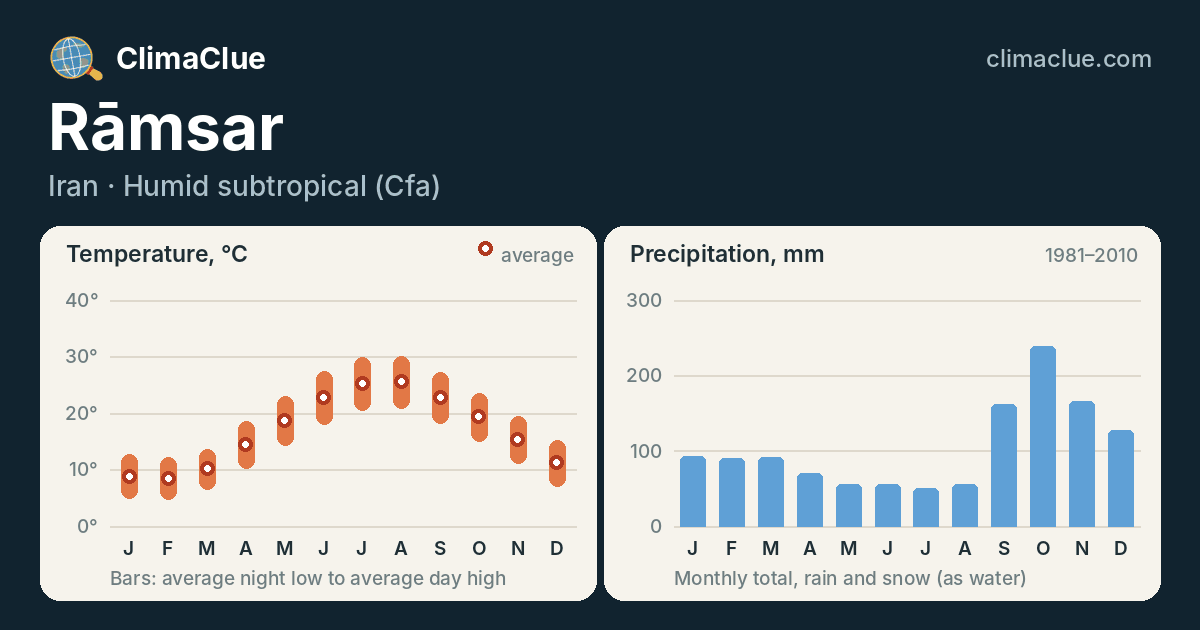 ClimaClue
climaclue.com
Rāmsar
Iran · Humid subtropical (Cfa)
Temperature, °C
average
40°
30°
20°
10°
0°
J F M A M J J A S O N D
Bars: average night low to average day high
Precipitation, mm
1981–2010
300
200
100
0
J F M A M J J A S O N D
Monthly total, rain and snow (as water)